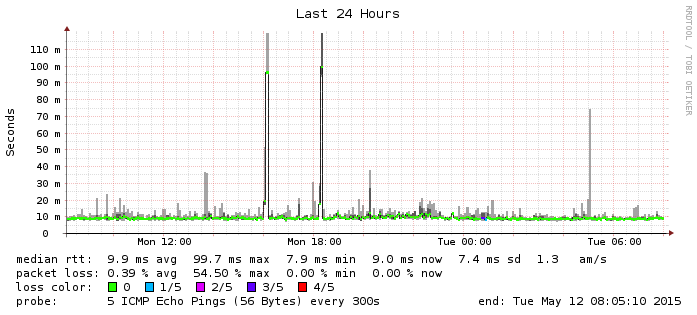 Last 24 Hours
RRDTOOL / TOBI OETIKER
Seconds
110 m
100 m
90 m
80 m
70 m
60 m
50 m
40 m
30 m
20 m
10 m
0
Mon 12:00 Mon 18:00 Tue 00:00 Tue 06:00
median rtt: 9.9 ms avg 99.7 ms max 7.9 ms min 9.0 ms now 7.4 ms sd 1.3 am/s
packet loss: 0.39 % avg 54.50 % max 0.00 % min 0.00 % now
loss color: 0 1/5 2/5 3/5 4/5
probe: 5 ICMP Echo Pings (56 Bytes) every 300s end: Tue May 12 08:05:10 2015